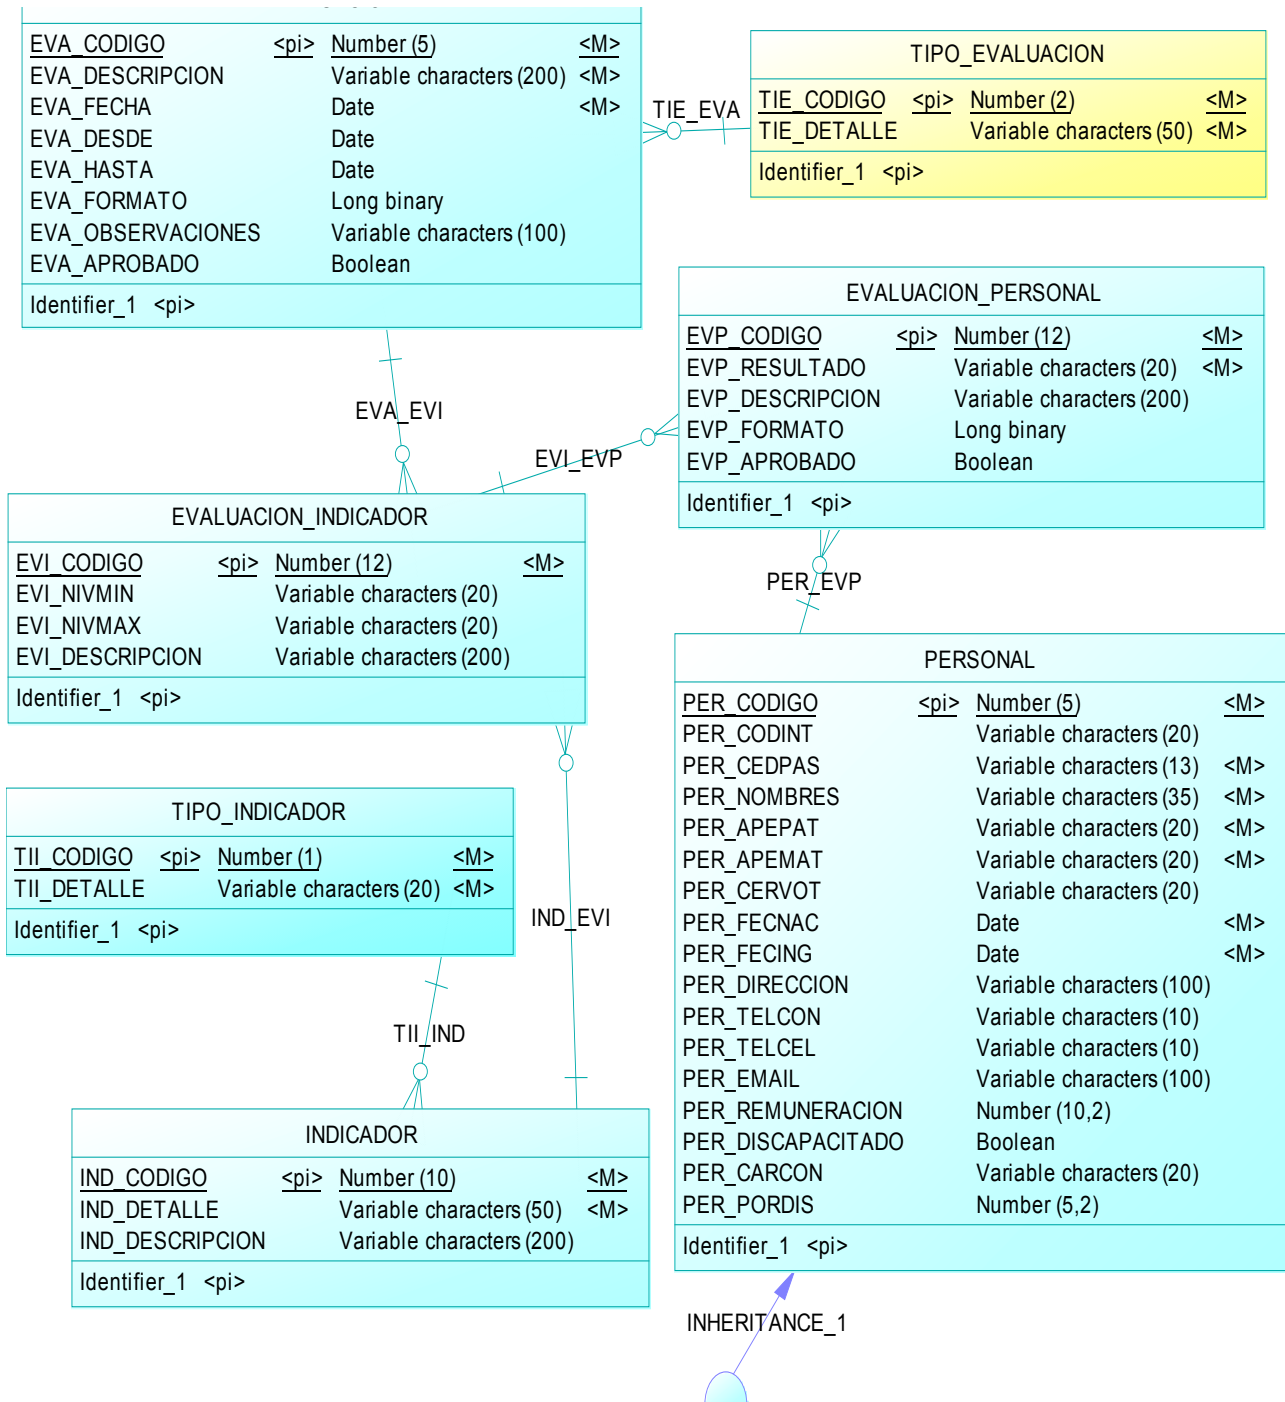 EVA_CODIGO <pi> Number (5) <M>
EVA_DESCRIPCION Variable characters (200) <M>
EVA_FECHA Date <M>
EVA_DESDE Date
EVA_HASTA Date
EVA_FORMATO Long binary
EVA_OBSERVACIONES Variable characters (100)
EVA_APROBADO Boolean
Identifier_1 <pi>
TIE_EVA
TIPO_EVALUACION
TIE_CODIGO <pi> Number (2) <M>
TIE_DETALLE Variable characters (50) <M>
Identifier_1 <pi>
EVALUACION_PERSONAL
EVP_CODIGO <pi> Number (12) <M>
EVP_RESULTADO Variable characters (20) <M>
EVP_DESCRIPCION Variable characters (200)
EVP_FORMATO Long binary
EVP_APROBADO Boolean
Identifier_1 <pi>
EVA_EVI
EVI_EVP
EVALUACION_INDICADOR
EVI_CODIGO <pi> Number (12) <M>
EVI_NIVMIN Variable characters (20)
EVI_NIVMAX Variable characters (20)
EVI_DESCRIPCION Variable characters (200)
Identifier_1 <pi>
PER_EVP
PERSONAL
PER_CODIGO <pi> Number (5) <M>
PER_CODINT Variable characters (20)
PER_CEDPAS Variable characters (13) <M>
PER_NOMBRES Variable characters (35) <M>
PER_APEPAT Variable characters (20) <M>
PER_APEMAT Variable characters (20) <M>
PER_CERVOT Variable characters (20)
PER_FECNAC Date <M>
PER_FECING Date <M>
PER_DIRECCION Variable characters (100)
PER_TELCON Variable characters (10)
PER_TELCEL Variable characters (10)
PER_EMAIL Variable characters (100)
PER_REMUNERACION Number (10,2)
PER_DISCAPACITADO Boolean
PER_CARCON Variable characters (20)
PER_PORDIS Number (5,2)
Identifier_1 <pi>
TIPO_INDICADOR
TII_CODIGO <pi> Number (1) <M>
TII_DETALLE Variable characters (20) <M>
Identifier_1 <pi>
IND_EVI
TII_IND
INDICADOR
IND_CODIGO <pi> Number (10) <M>
IND_DETALLE Variable characters (50) <M>
IND_DESCRIPCION Variable characters (200)
Identifier_1 <pi>
INHERITANCE_1